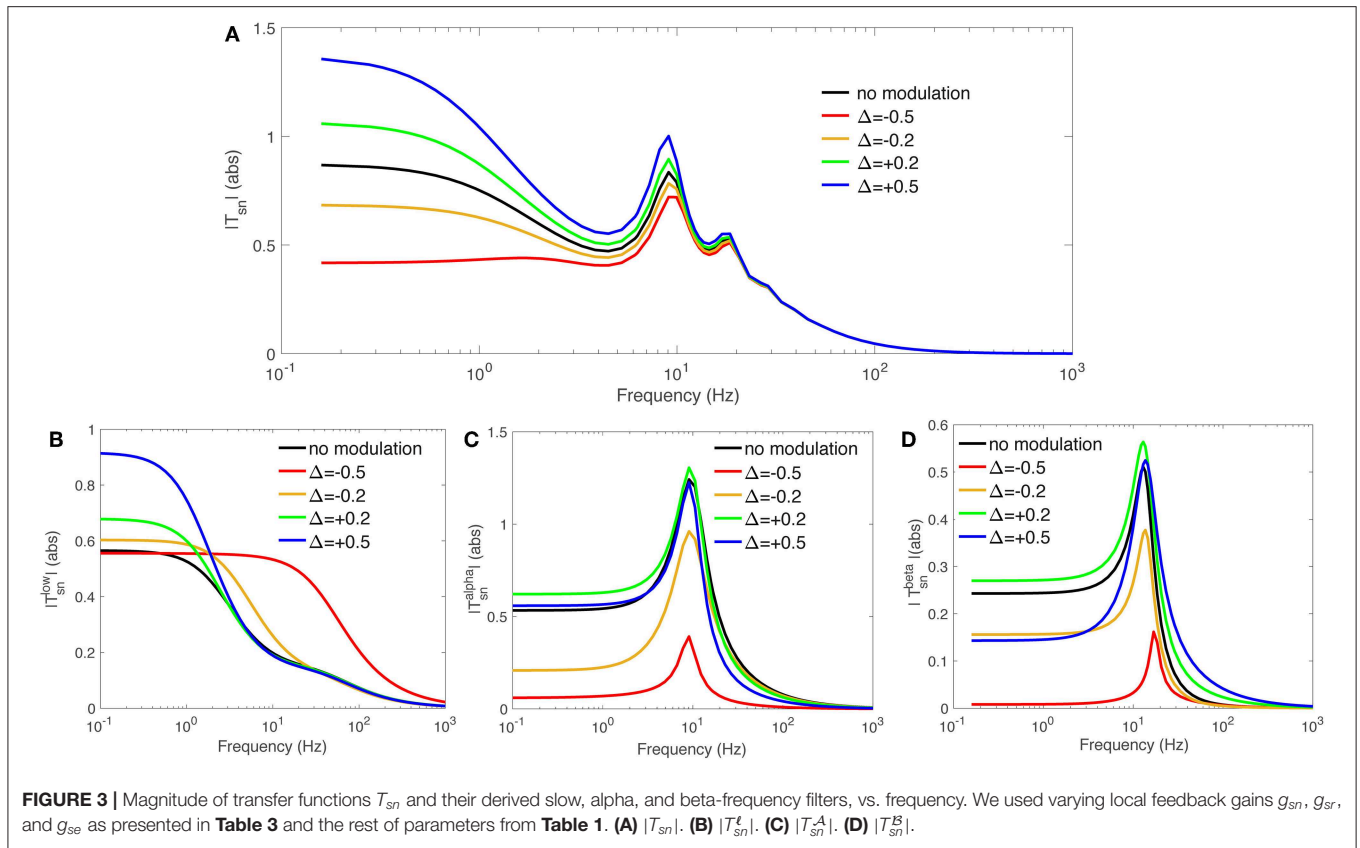 A
1.5
1
0.5
0
|T_sn| (abs)
10^-1 10^0 10^1 10^2 10^3
Frequency (Hz)
no modulation
Δ=-0.5
Δ=-0.2
Δ=+0.2
Δ=+0.5
B
1
0.8
0.6
0.4
0.2
0
|T_sn^low| (abs)
10^-1 10^0 10^1 10^2 10^3
Frequency (Hz)
no modulation
Δ=-0.5
Δ=-0.2
Δ=+0.2
Δ=+0.5
C
1.5
1
0.5
0
|T_sn^alpha| (abs)
10^-1 10^0 10^1 10^2 10^3
Frequency (Hz)
no modulation
Δ=-0.5
Δ=-0.2
Δ=+0.2
Δ=+0.5
D
0.6
0.5
0.4
0.3
0.2
0.1
0
| T_sn^beta |(abs)
10^-1 10^0 10^1 10^2 10^3
Frequency (Hz)
no modulation
Δ=-0.5
Δ=-0.2
Δ=+0.2
Δ=+0.5
FIGURE 3 | Magnitude of transfer functions T_sn and their derived slow, alpha, and beta-frequency filters, vs. frequency. We used varying local feedback gains g_sn, g_sr,
and g_se as presented in Table 3 and the rest of parameters from Table 1. (A) |T_sn|. (B) |T_sn^ℓ|. (C) |T_sn^𝒜|. (D) |T_sn^ℬ|.